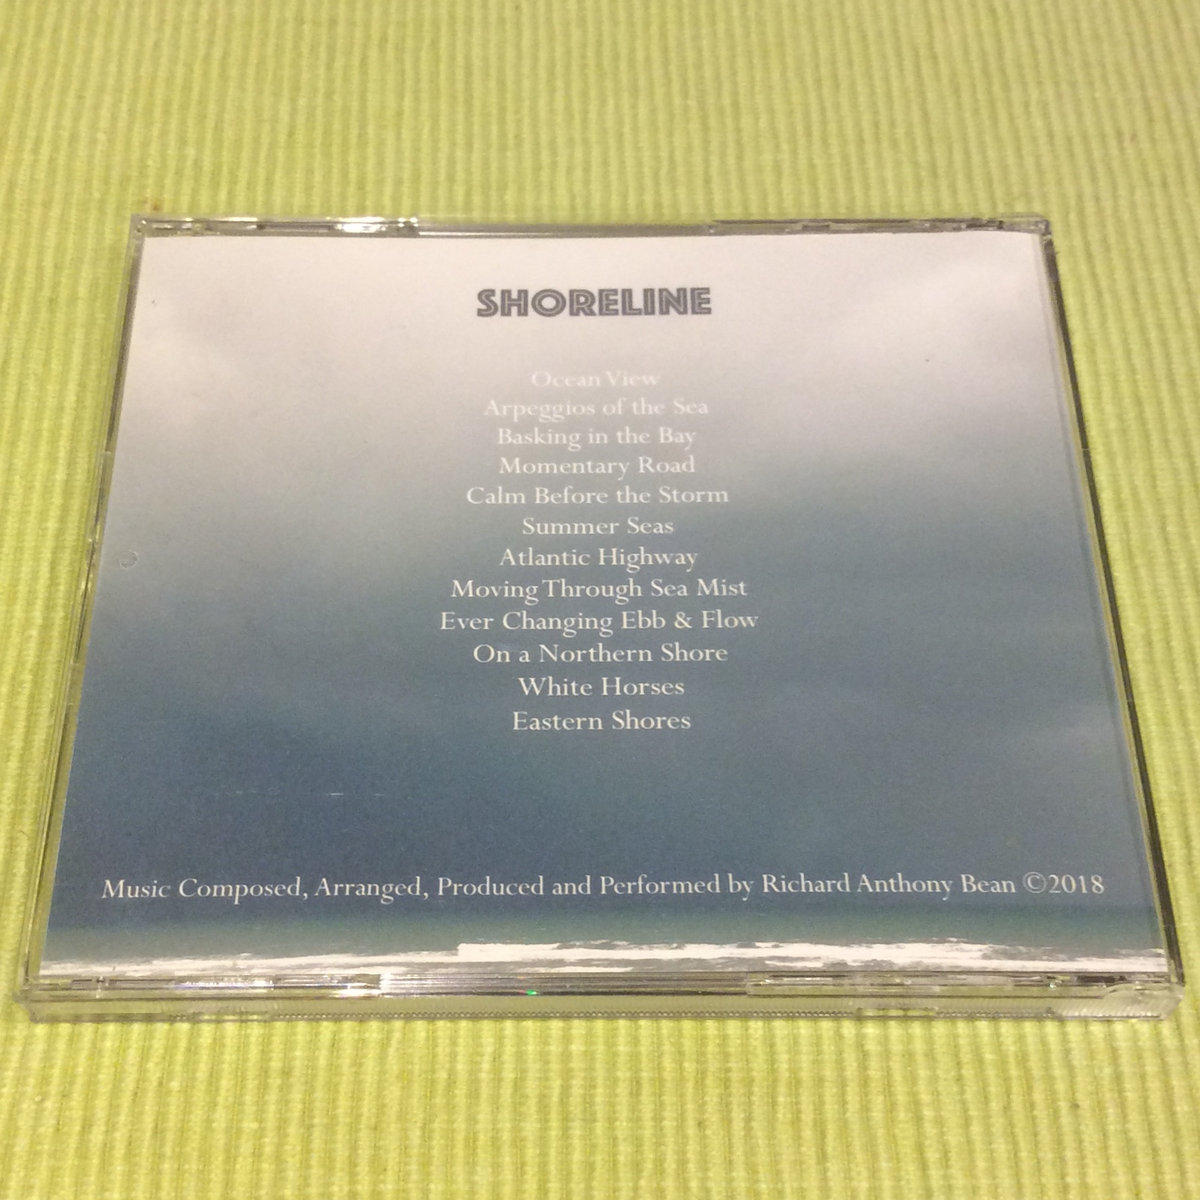 SHORELINE
Ocean View
Arpeggios of the Sea
Basking in the Bay
Momentary Road
Calm Before the Storm
Summer Seas
Atlantic Highway
Moving Through Sea Mist
Ever Changing Ebb & Flow
On a Northern Shore
White Horses
Eastern Shores
Music Composed, Arranged, Produced and Performed by Richard Anthony Bean ©2018